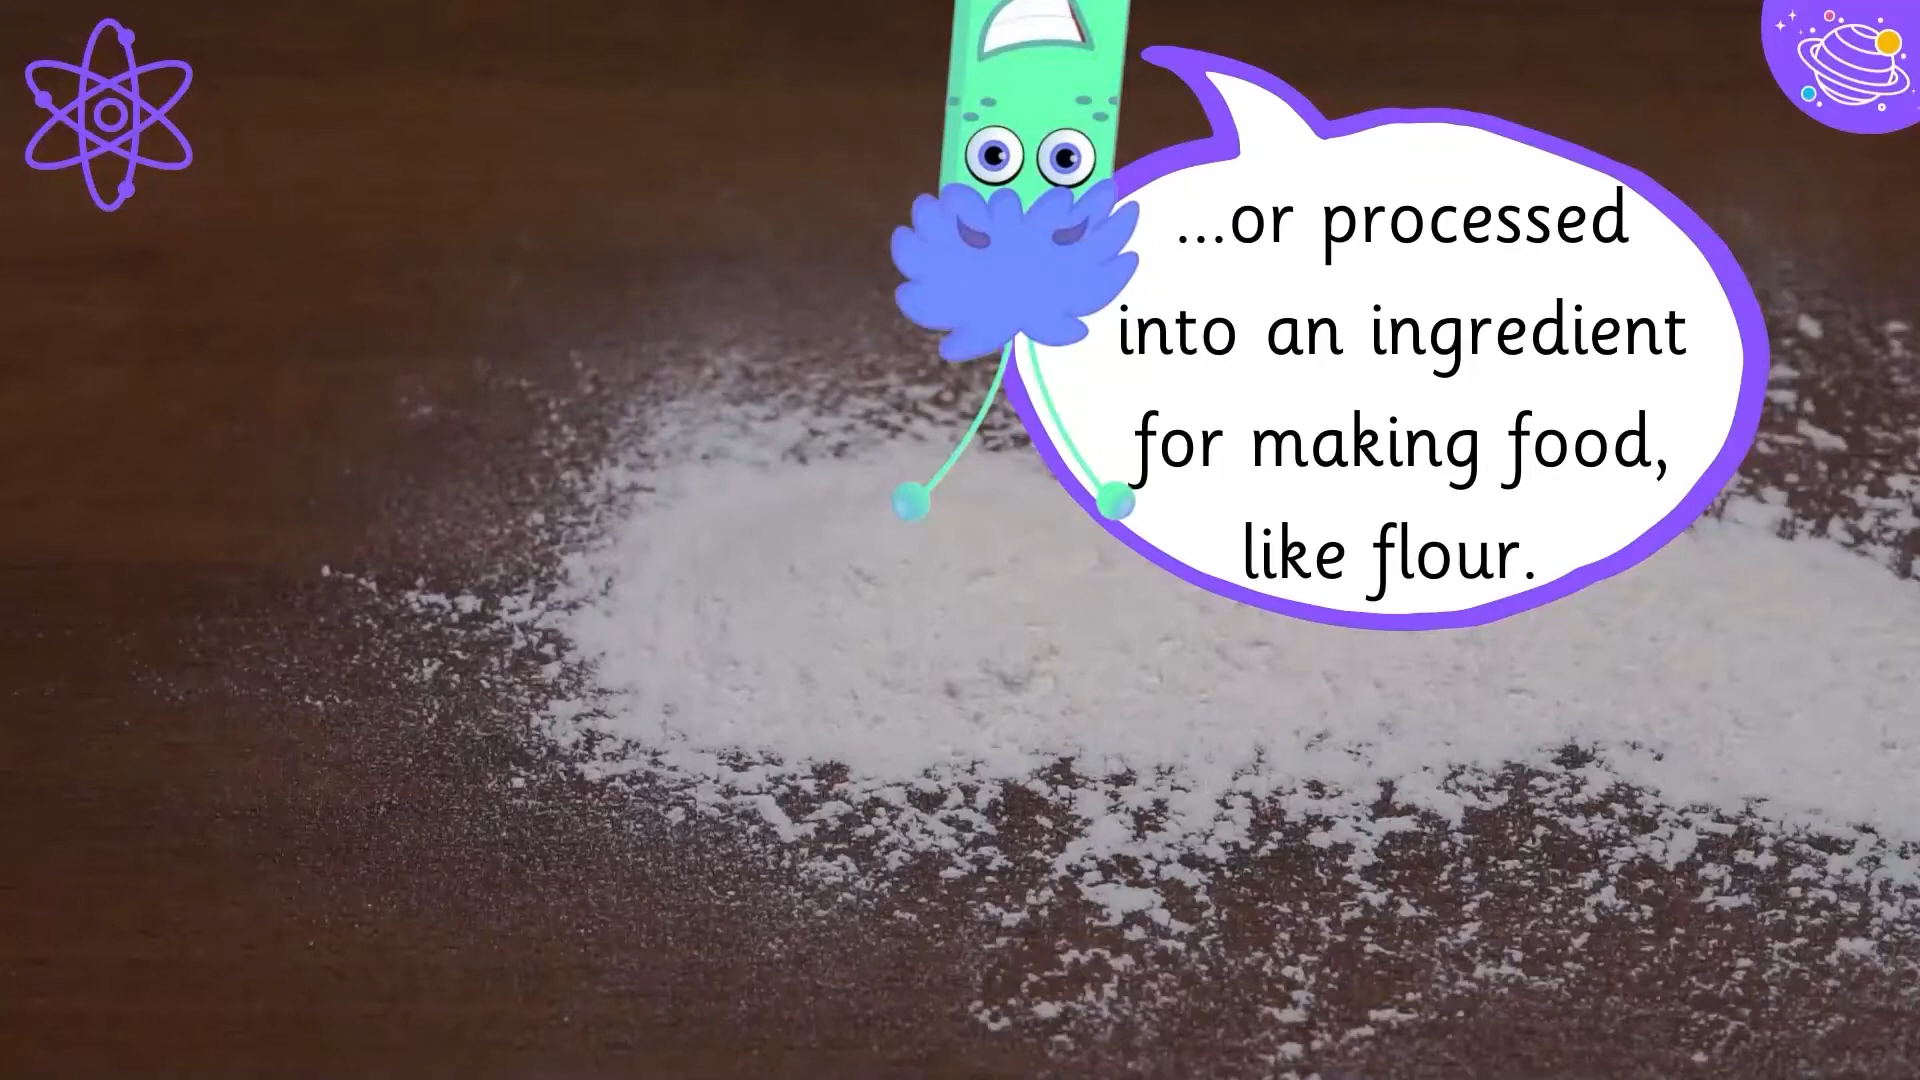 ...or processed
into an ingredient
for making food,
like flour.